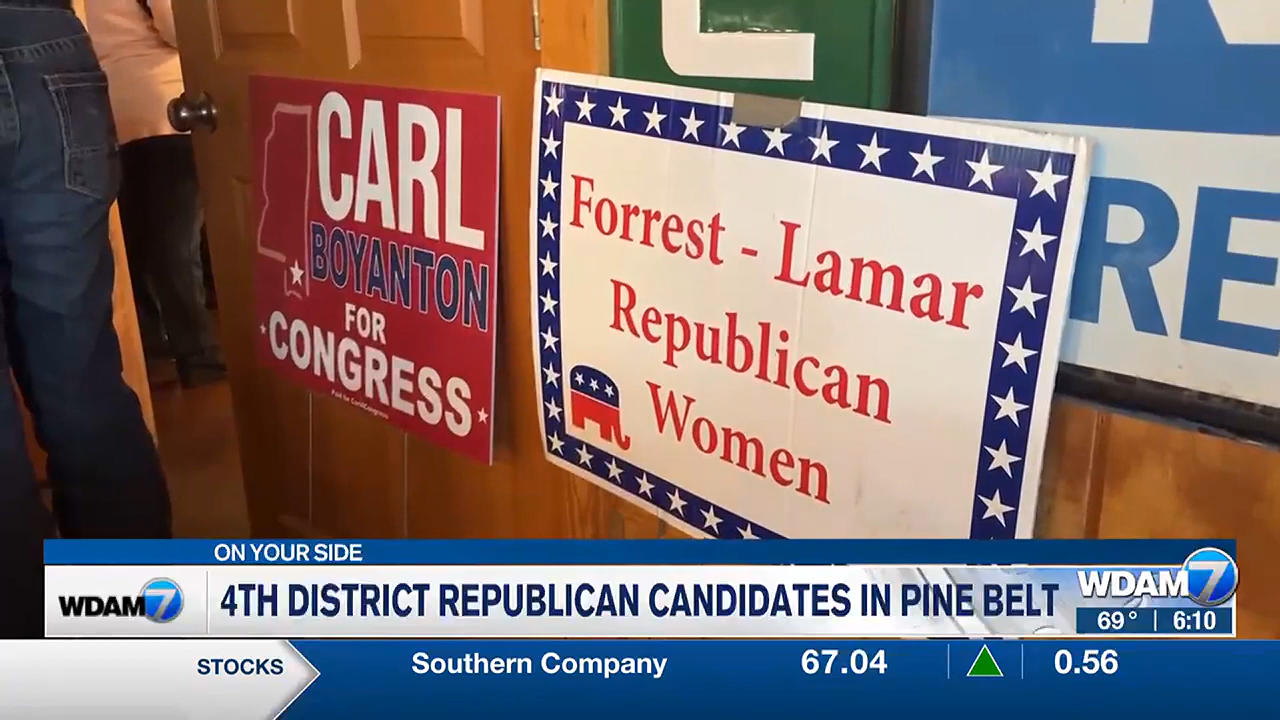 CARL
BOYANTON
FOR
CONGRESS
Forrest - Lamar
Republican
Women
RE
ON YOUR SIDE
WDAM7
4TH DISTRICT REPUBLICAN CANDIDATES IN PINE BELT
WDAM7
69° | 6:10
STOCKS
Southern Company 67.04 0.56